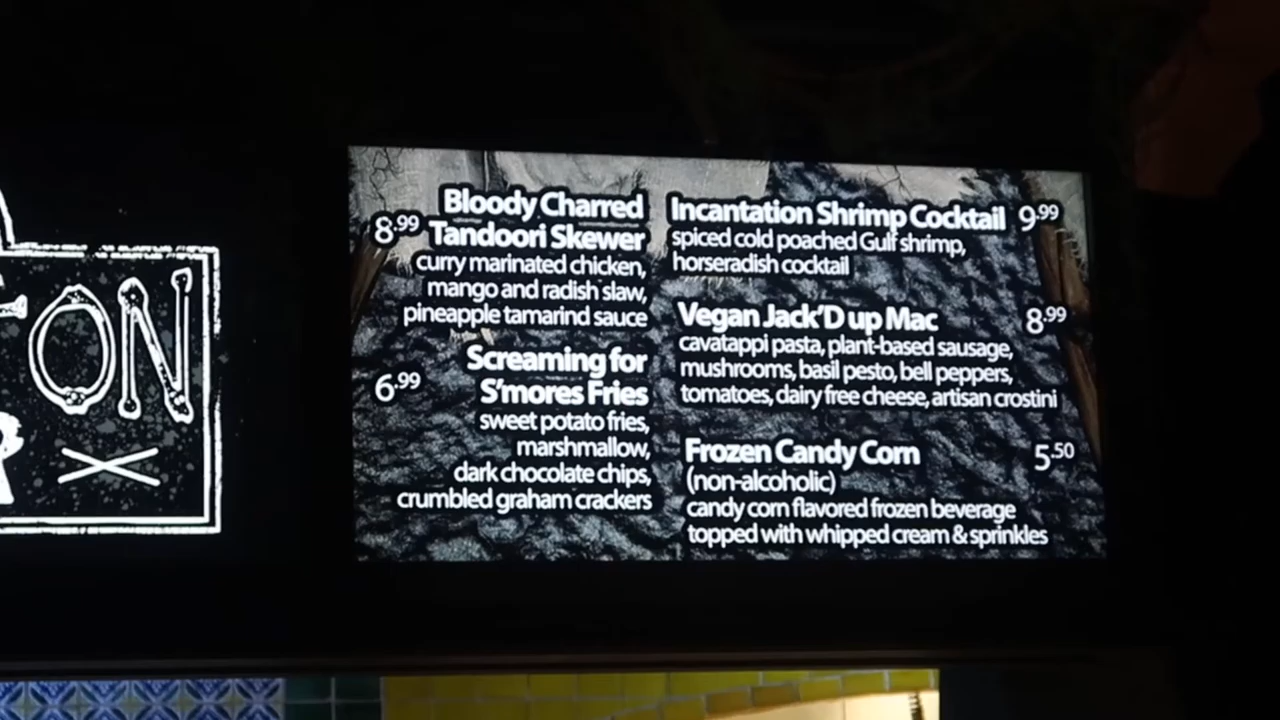 ON
Bloody Charred
8.99 Tandoori Skewer
curry marinated chicken,
mango and radish slaw,
pineapple tamarind sauce
Screaming for
6.99 S'mores Fries
sweet potato fries,
marshmallow,
dark chocolate chips,
crumbled graham crackers
Incantation Shrimp Cocktail 9.99
spiced cold poached Gulf shrimp,
horseradish cocktail
Vegan Jack'D up Mac 8.99
cavatappi pasta, plant-based sausage,
mushrooms, basil pesto, bell peppers,
tomatoes, dairy free cheese, artisan crostini
Frozen Candy Corn 5.50
(non-alcoholic)
candy corn flavored frozen beverage
topped with whipped cream & sprinkles